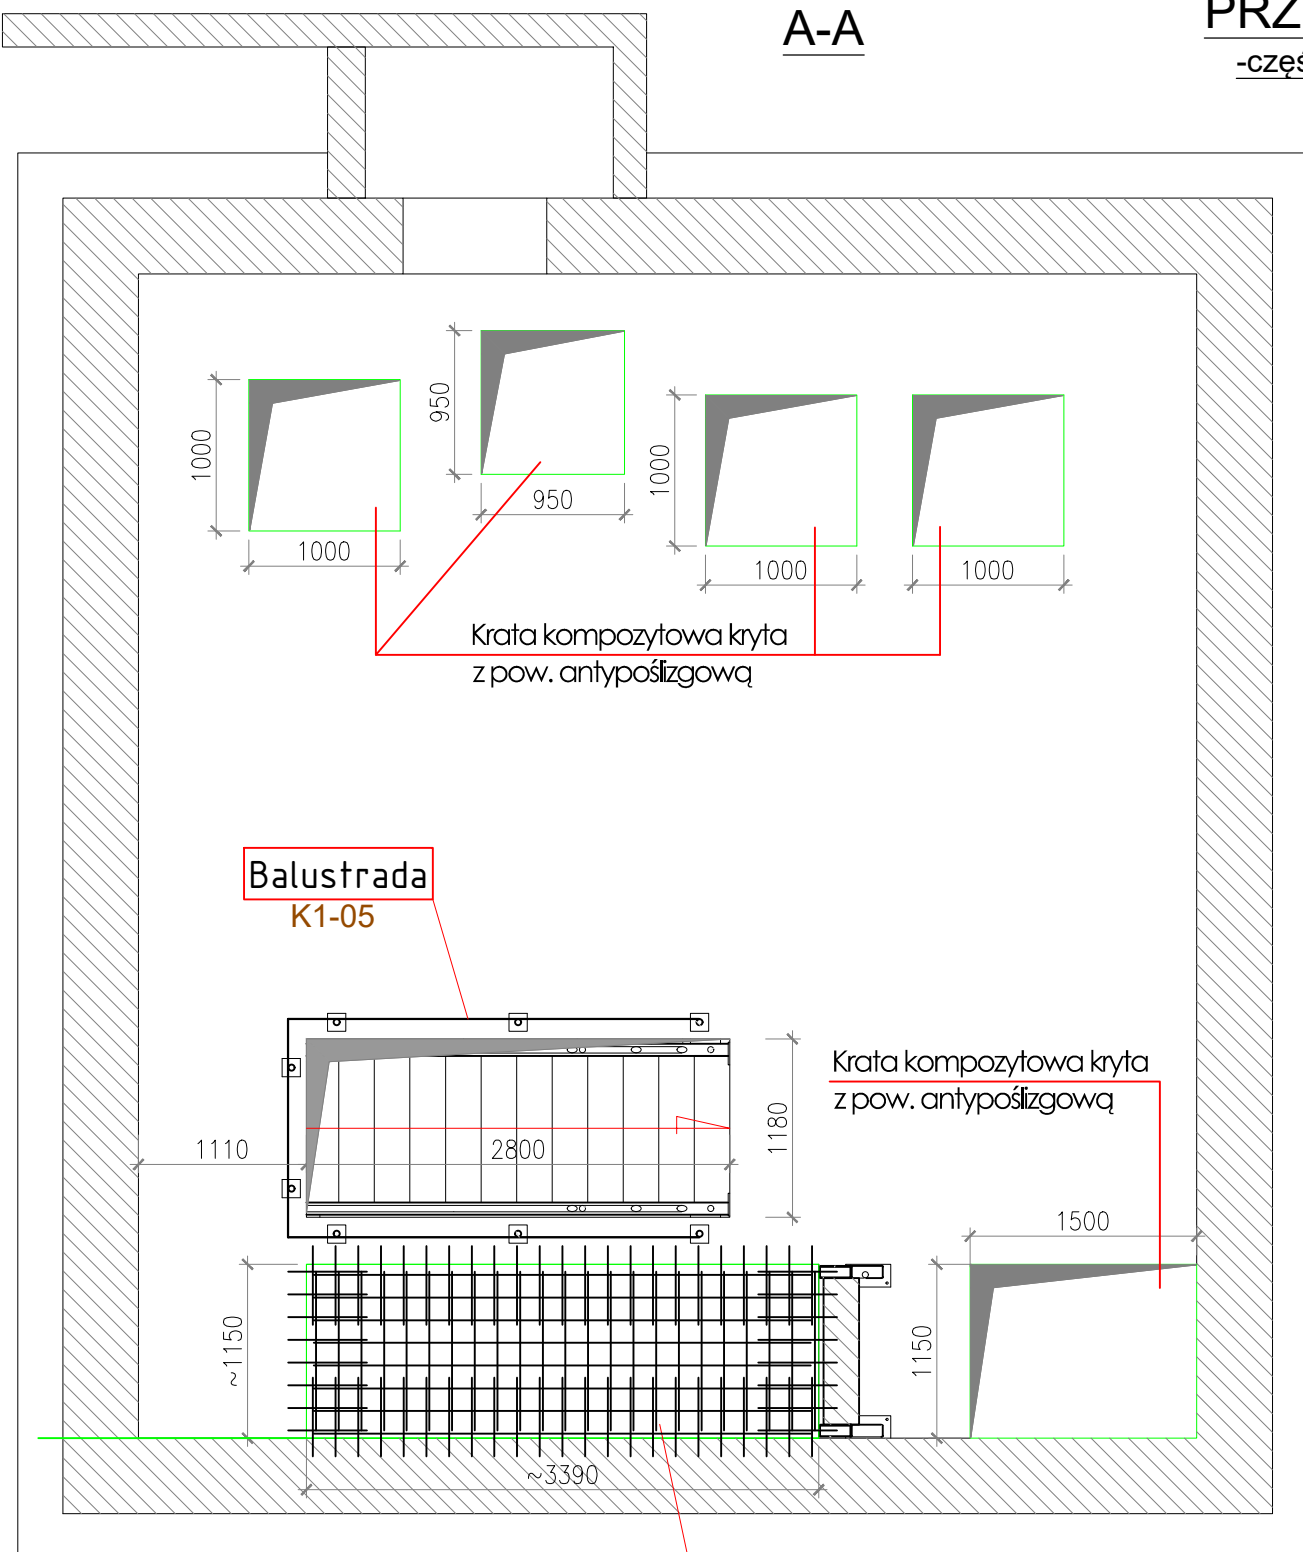 A-A
PRZ
-częś
950
1000
1000
950
1000
1000
1000
1000
Krata kompozytowa kryta
z pow. antypoślizgową
Balustrada
K1-05
Krata kompozytowa kryta
z pow. antypoślizgową
1110
2800
1180
1500
~1150
1150
~3390